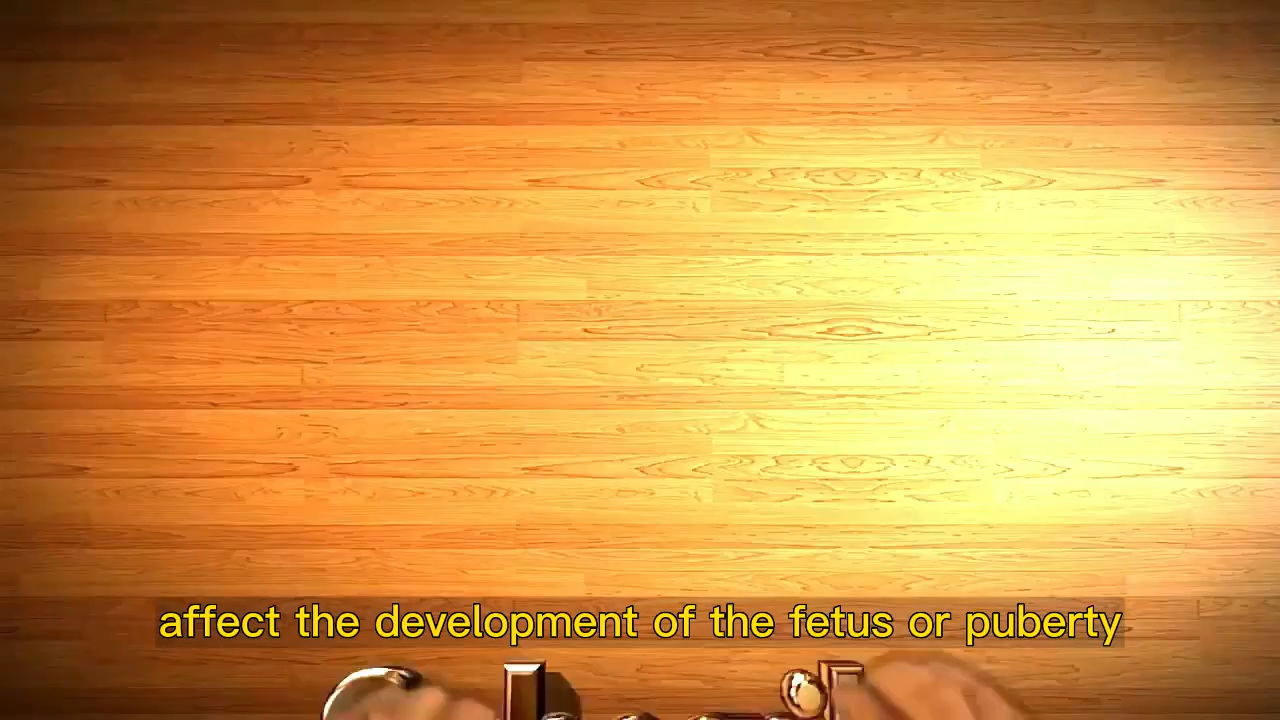 affect the development of the fetus or puberty